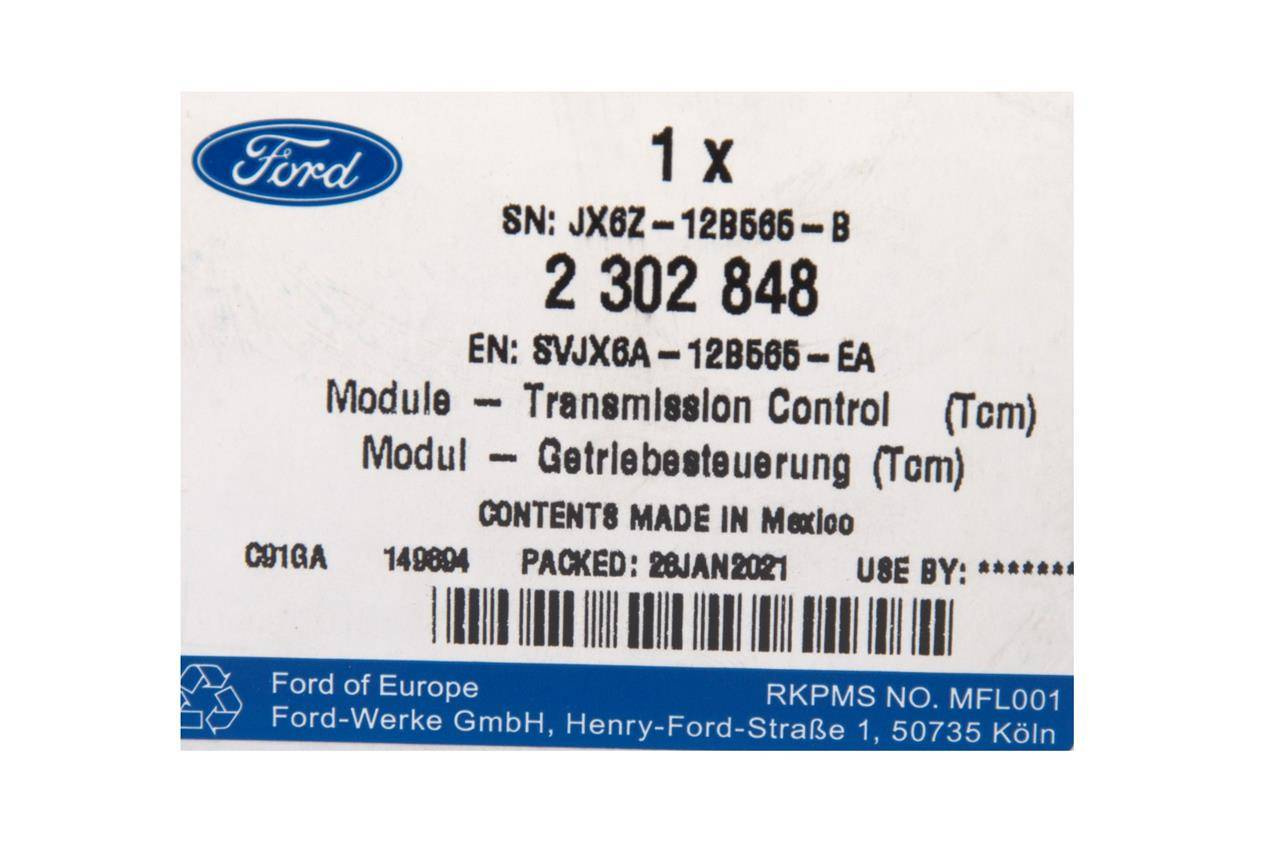 Ford
1 x
SN: JX6Z-12B565-B
2 302 848
EN: SVJX6A-12B565-EA
Module - Transmission Control (Tcm)
Modul - Getriebesteuerung (Tcm)
CONTENTS MADE IN Mexico
C91GA 149694 PACKED: 26JAN2021 USE BY: *******
Ford of Europe
RKPMS NO. MFL001
Ford-Werke GmbH, Henry-Ford-Straße 1, 50735 Köln